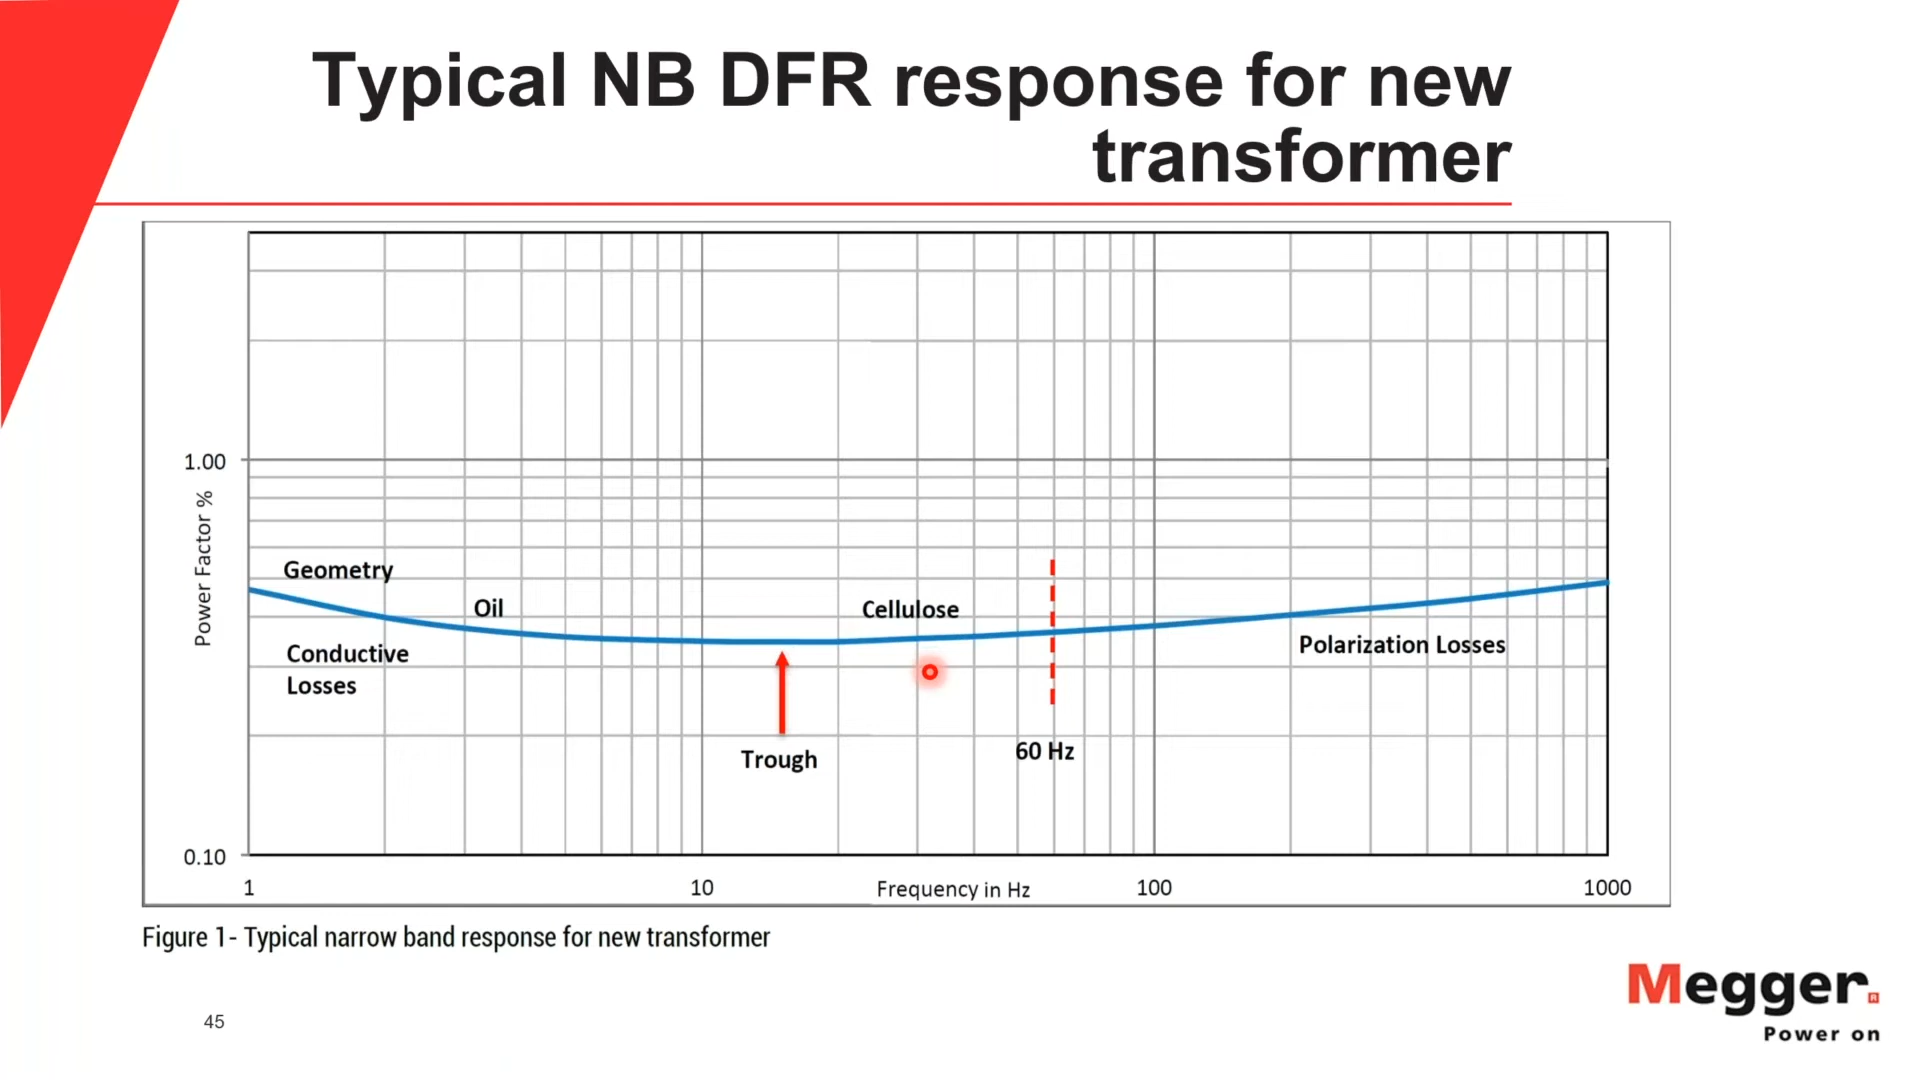 Typical NB DFR response for new
transformer
1.00
Power Factor %
Geometry
Oil
Cellulose
Conductive
Losses
Polarization Losses
Trough
60 Hz
0.10
1
10
Frequency in Hz
100
1000
Figure 1- Typical narrow band response for new transformer
Megger.
R
Power on
45